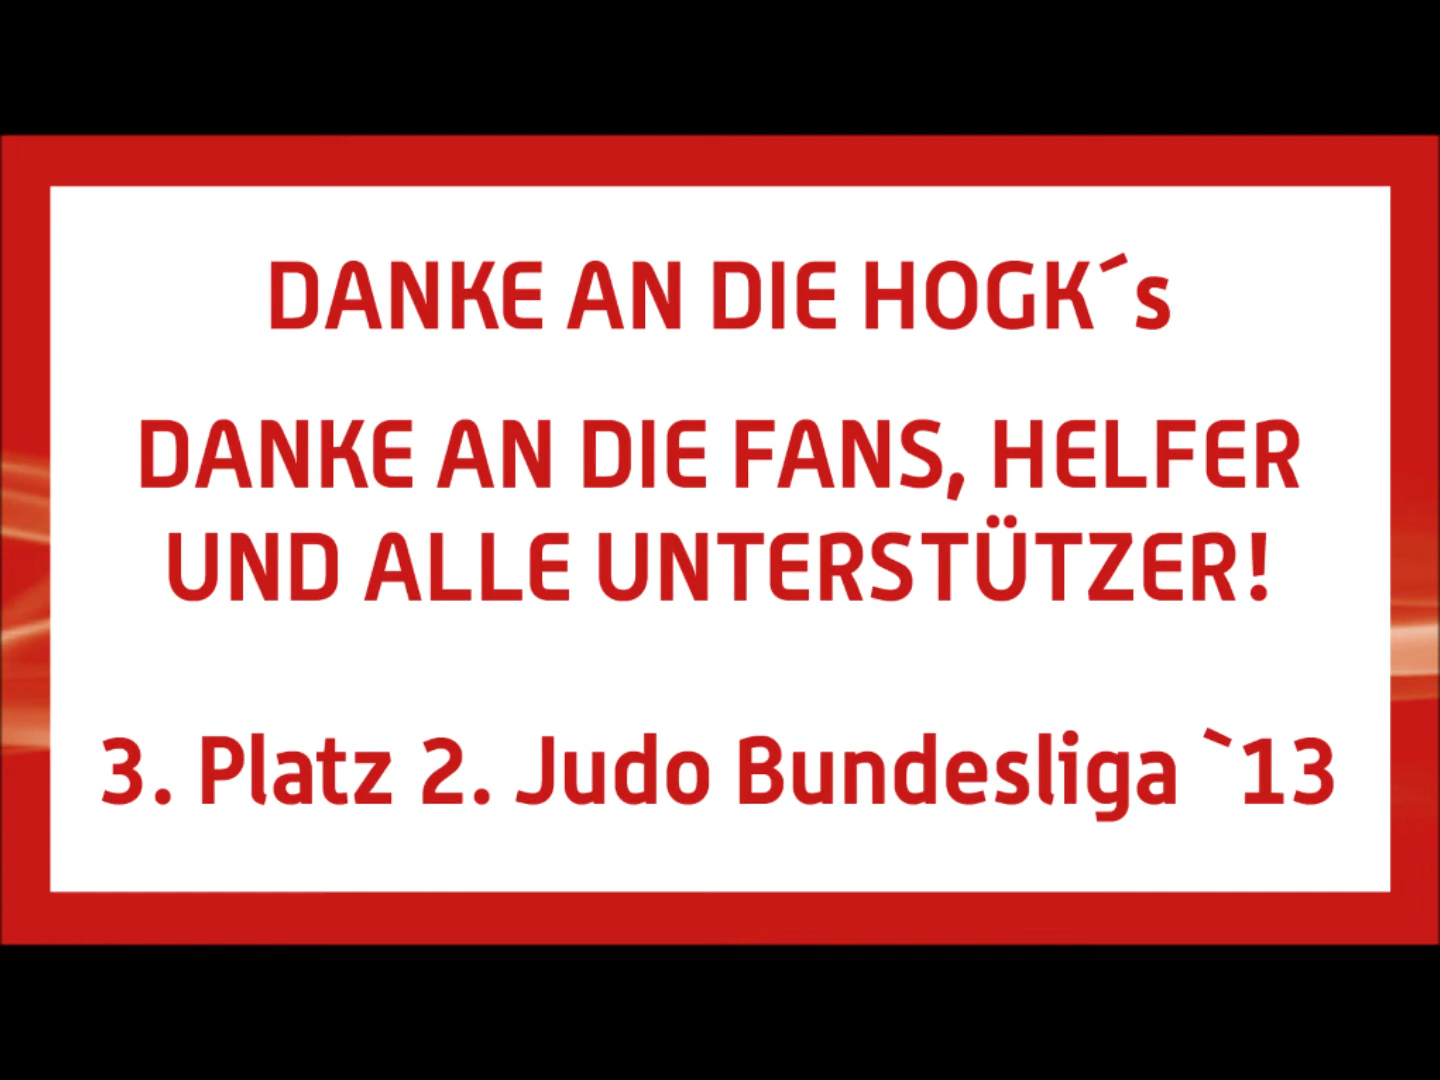 DANKE AN DIE HOGK´s
DANKE AN DIE FANS, HELFER
UND ALLE UNTERSTÜTZER!
3. Platz 2. Judo Bundesliga `13